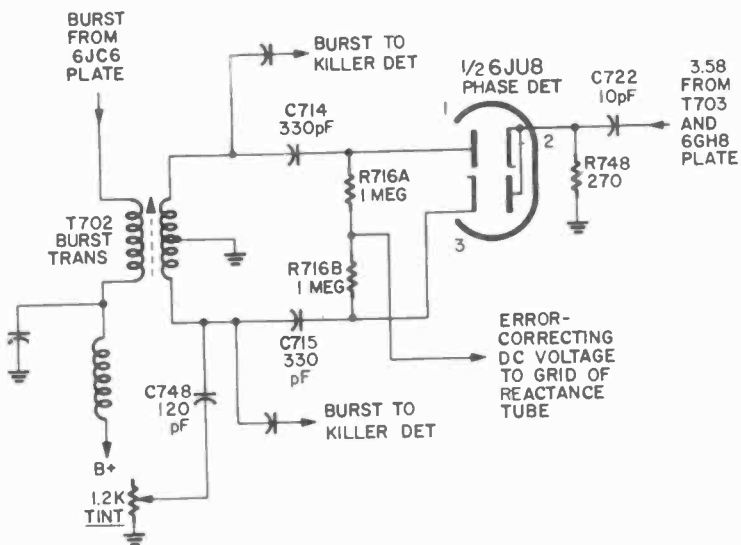 BURST
FROM
6JC6
PLATE
BURST TO
KILLER DET
1/2 6JU8
PHASE DET
C722
10pF
3.58
FROM
T703
AND
6GH8
PLATE
C714
330pF
1
2
R716A
1 MEG
R748
270
T702
BURST
TRANS
R716B
1 MEG
3
C715
330
pF
ERROR-
CORRECTING
DC VOLTAGE
TO GRID OF
REACTANCE
TUBE
C748
120
pF
BURST TO
KILLER DET
B+
1.2K
TINT